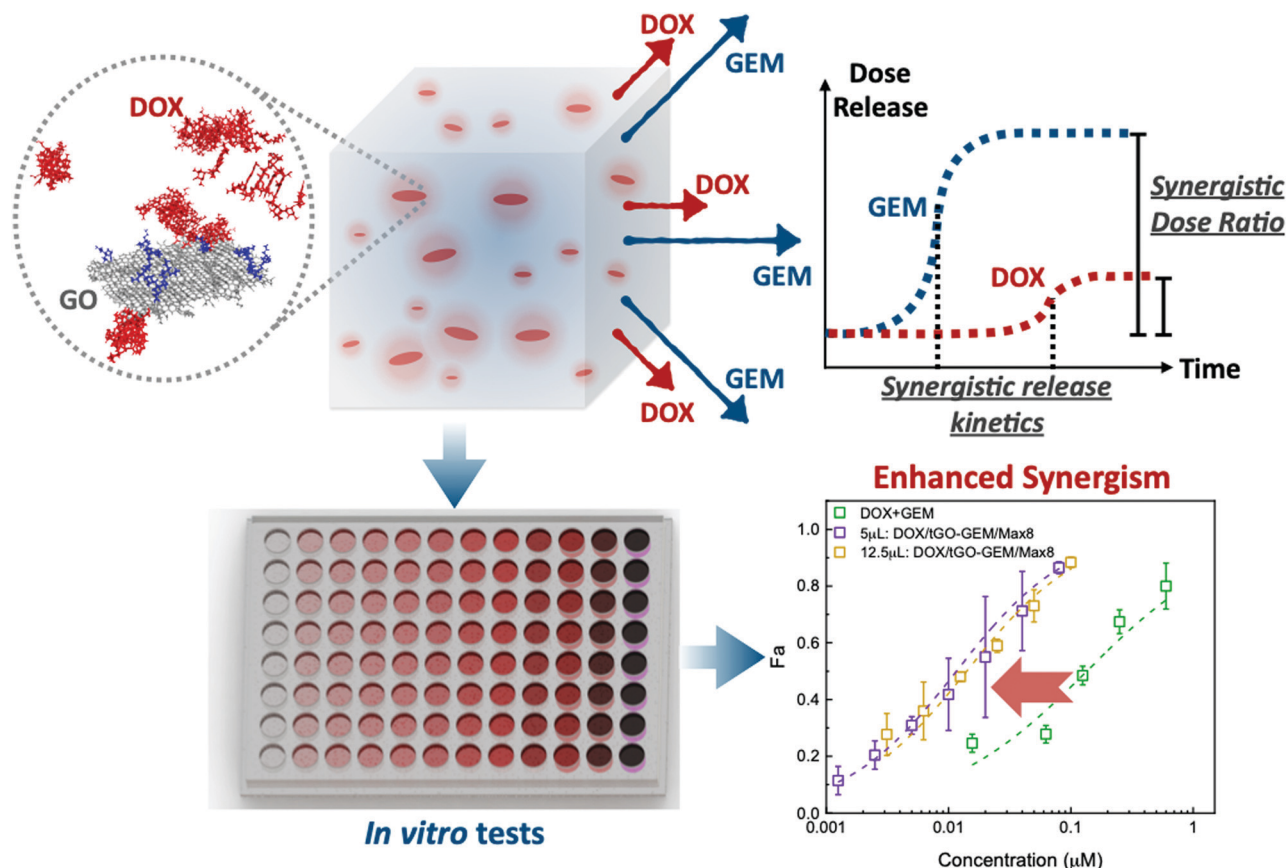 DOX
GO
DOX
GEM
DOX
GEM
GEM
DOX
Dose
Release
GEM
DOX
Synergistic
Dose Ratio
Time
Synergistic release
kinetics
In vitro tests
Enhanced Synergism
DOX+GEM
5µL: DOX/tGO-GEM/Max8
12.5µL: DOX/tGO-GEM/Max8
Fa
1.0
0.8
0.6
0.4
0.2
0.0
0.001
0.01
0.1
1
Concentration (µM)